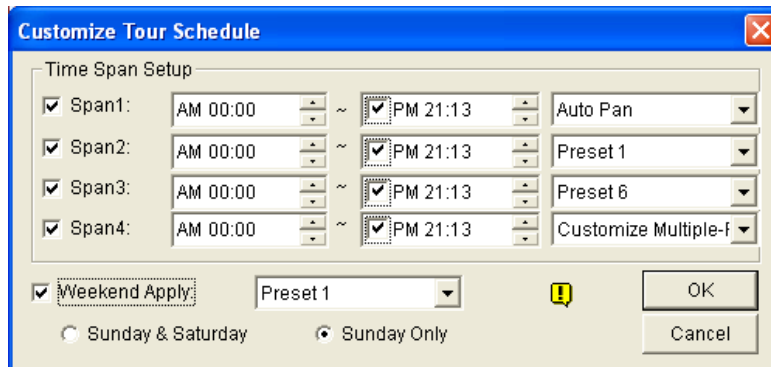 Customize Tour Schedule
Time Span Setup
Span1: AM 00:00 ~ PM 21:13 Auto Pan
Span2: AM 00:00 ~ PM 21:13 Preset 1
Span3: AM 00:00 ~ PM 21:13 Preset 6
Span4: AM 00:00 ~ PM 21:13 Customize Multiple-
Weekend Apply: Preset 1 OK
Sunday & Saturday Sunday Only Cancel